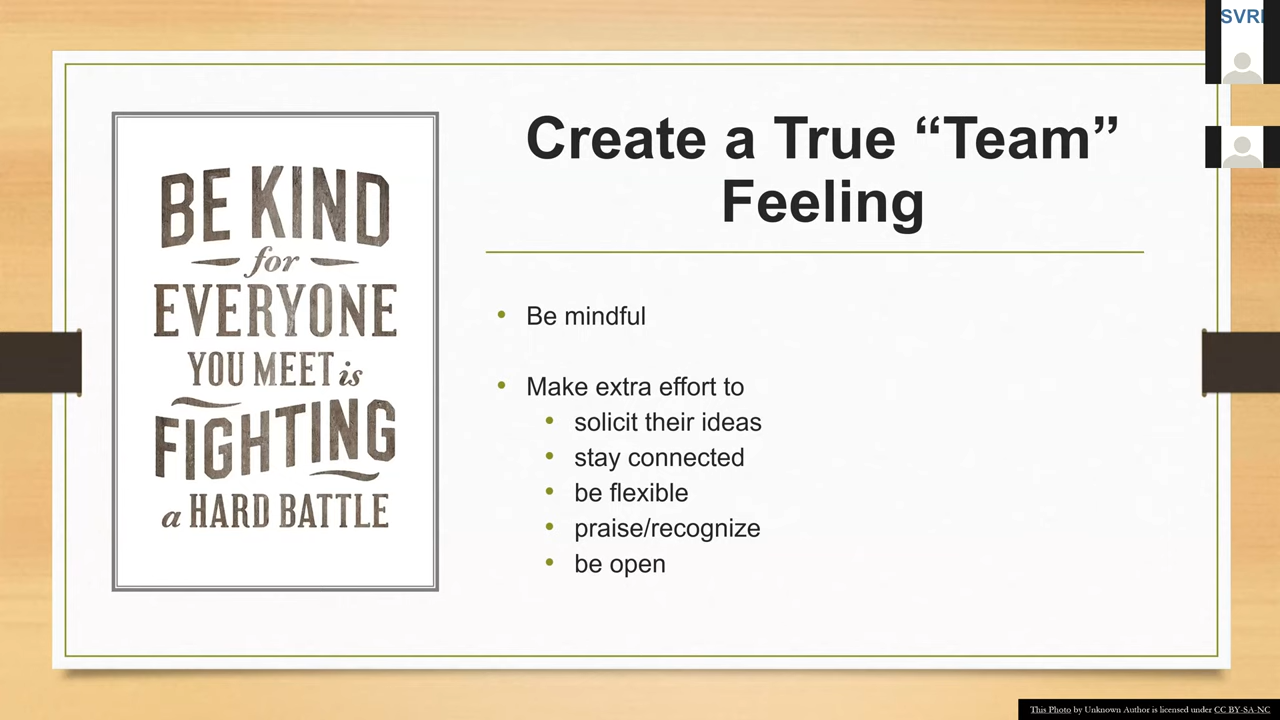 SVRI
BE KIND
for
EVERYONE
YOU MEET is
FIGHTING
a HARD BATTLE
Create a True “Team”
Feeling
• Be mindful
• Make extra effort to
• solicit their ideas
• stay connected
• be flexible
• praise/recognize
• be open
This Photo by Unknown Author is licensed under CC BY-SA-NC